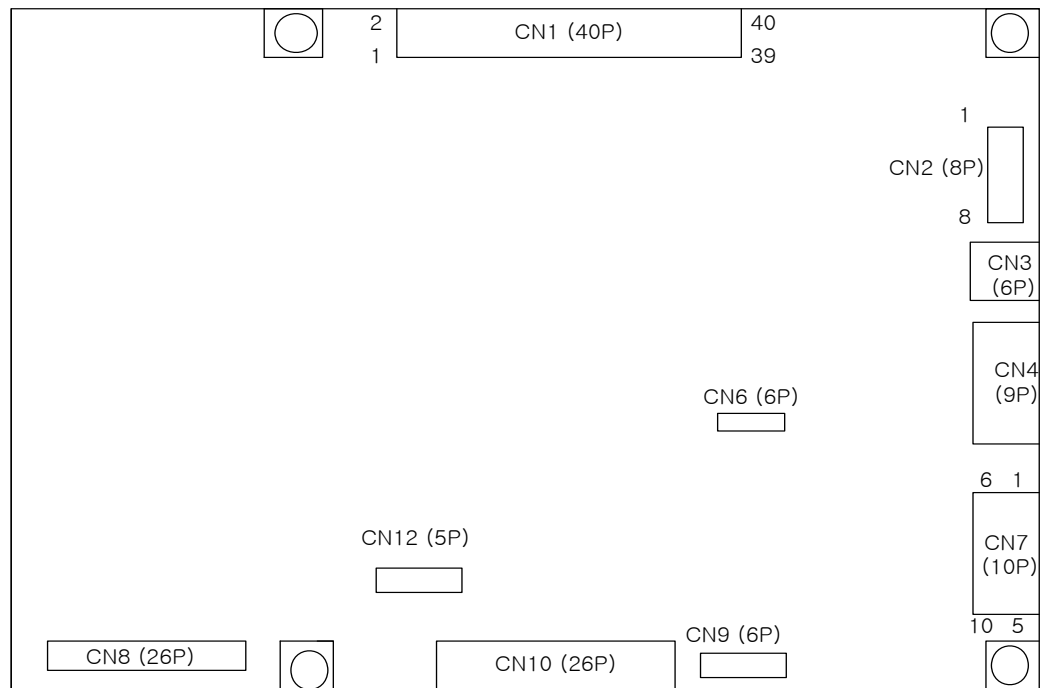 2 CN1 (40P) 40
1 39
1
CN2 (8P)
8
CN3
(6P)
CN4
(9P)
CN6 (6P)
6 1
CN12 (5P)
CN7
(10P)
10 5
CN9 (6P)
CN8 (26P)
CN10 (26P)